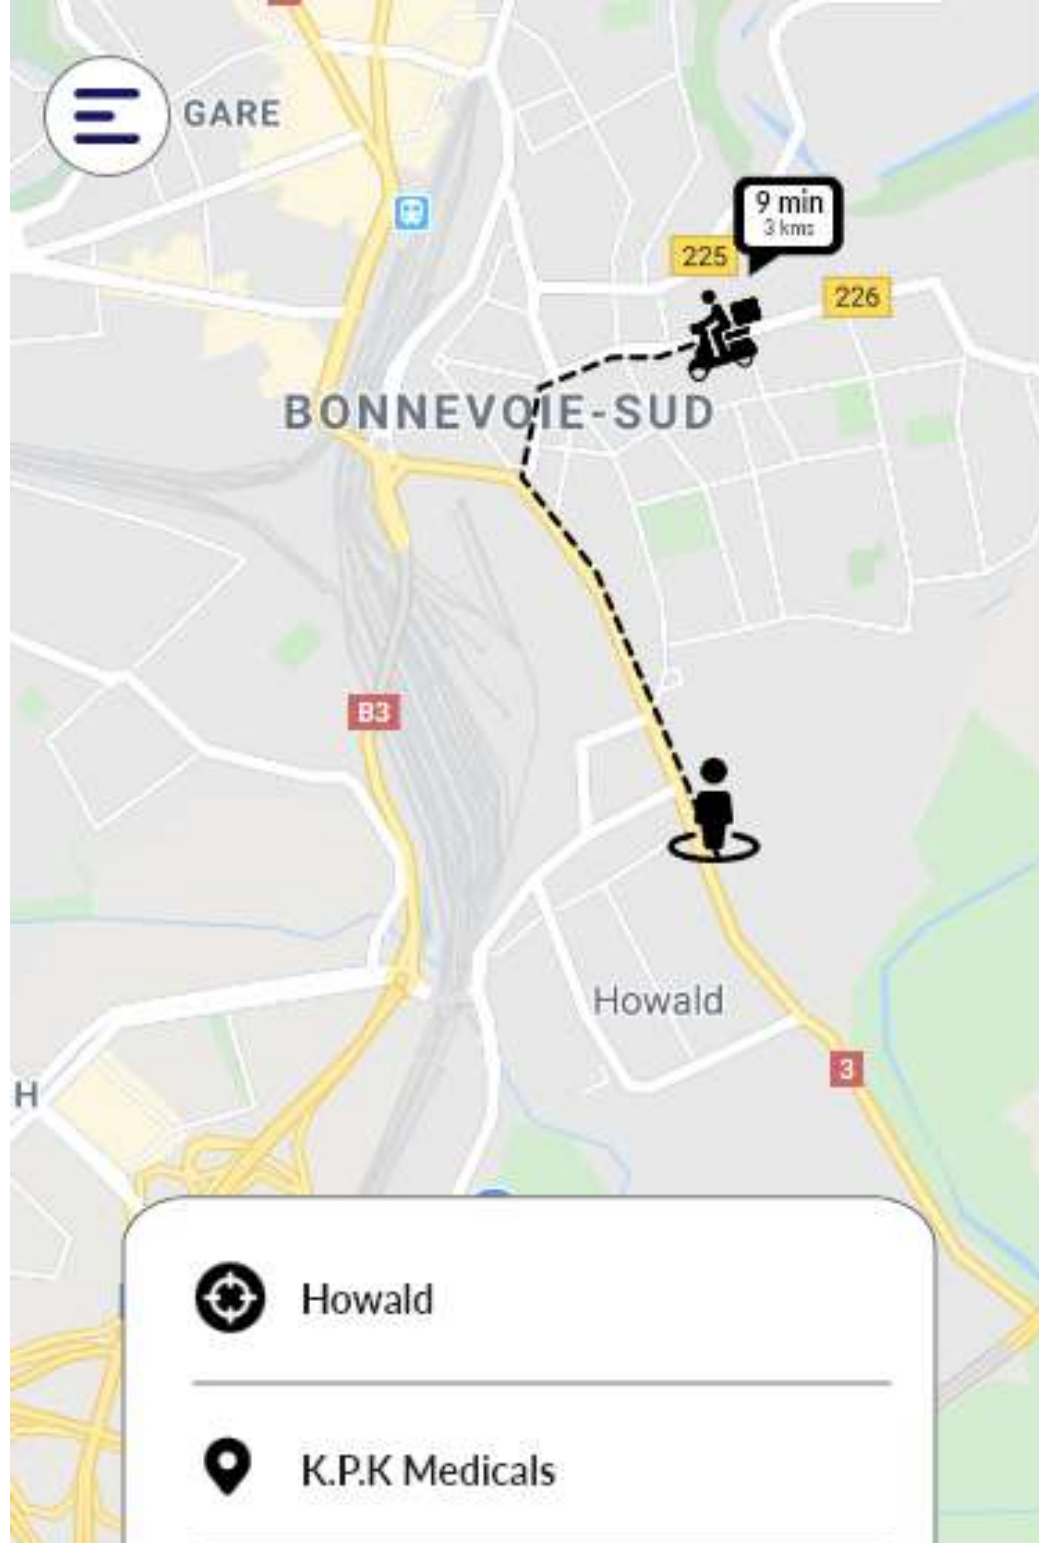 GARE
9 min
3 kms
225
226
BONNEVOIE-SUD
B3
Howald
3
H
Howald
K.P.K Medicals